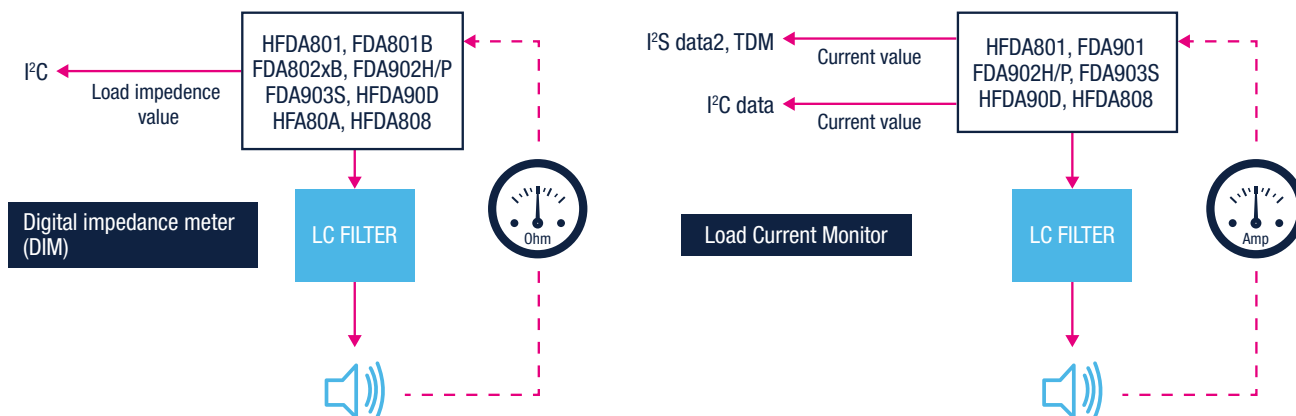 HFDA801, FDA801B
FDA802xB, FDA902H/P
FDA903S, HFDA90D
HFA80A, HFDA808
I²C
Load impedence
value
Digital impedance meter
(DIM)
LC FILTER
Ohm
I²S data2, TDM
Current value
I²C data
Current value
HFDA801, FDA901
FDA902H/P, FDA903S
HFDA90D, HFDA808
Load Current Monitor
LC FILTER
Amp